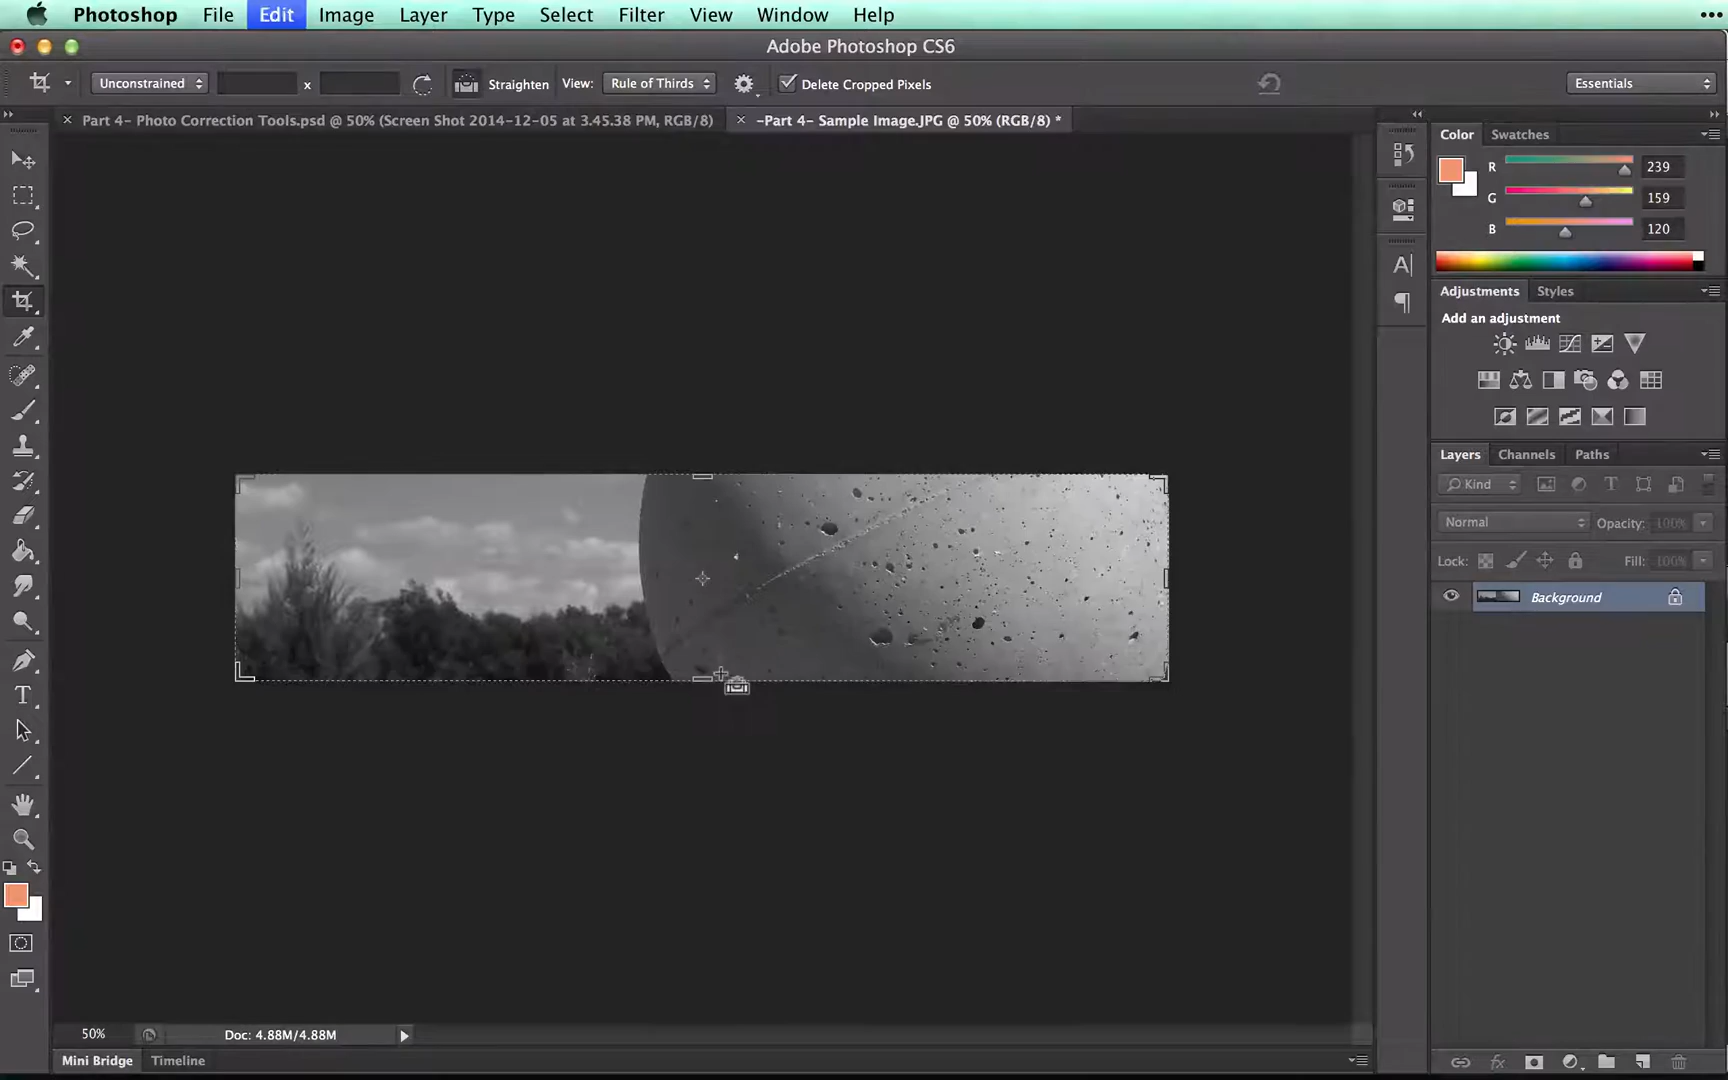 Photoshop File Edit Image Layer Type Select Filter View Window Help
Adobe Photoshop CS6
Unconstrained x Straighten View: Rule of Thirds Delete Cropped Pixels Essentials
Part 4- Photo Correction Tools.psd @ 50% (Screen Shot 2014-12-05 at 3.45.38 PM, RGB/8) -Part 4- Sample Image.JPG @ 50% (RGB/8) *
Color Swatches
R 239
G 159
B 120
Adjustments Styles
Add an adjustment
Layers Channels Paths
Kind
Normal Opacity: 100%
Lock: Fill: 100%
Background
50% Doc: 4.88M/4.88M
Mini Bridge Timeline